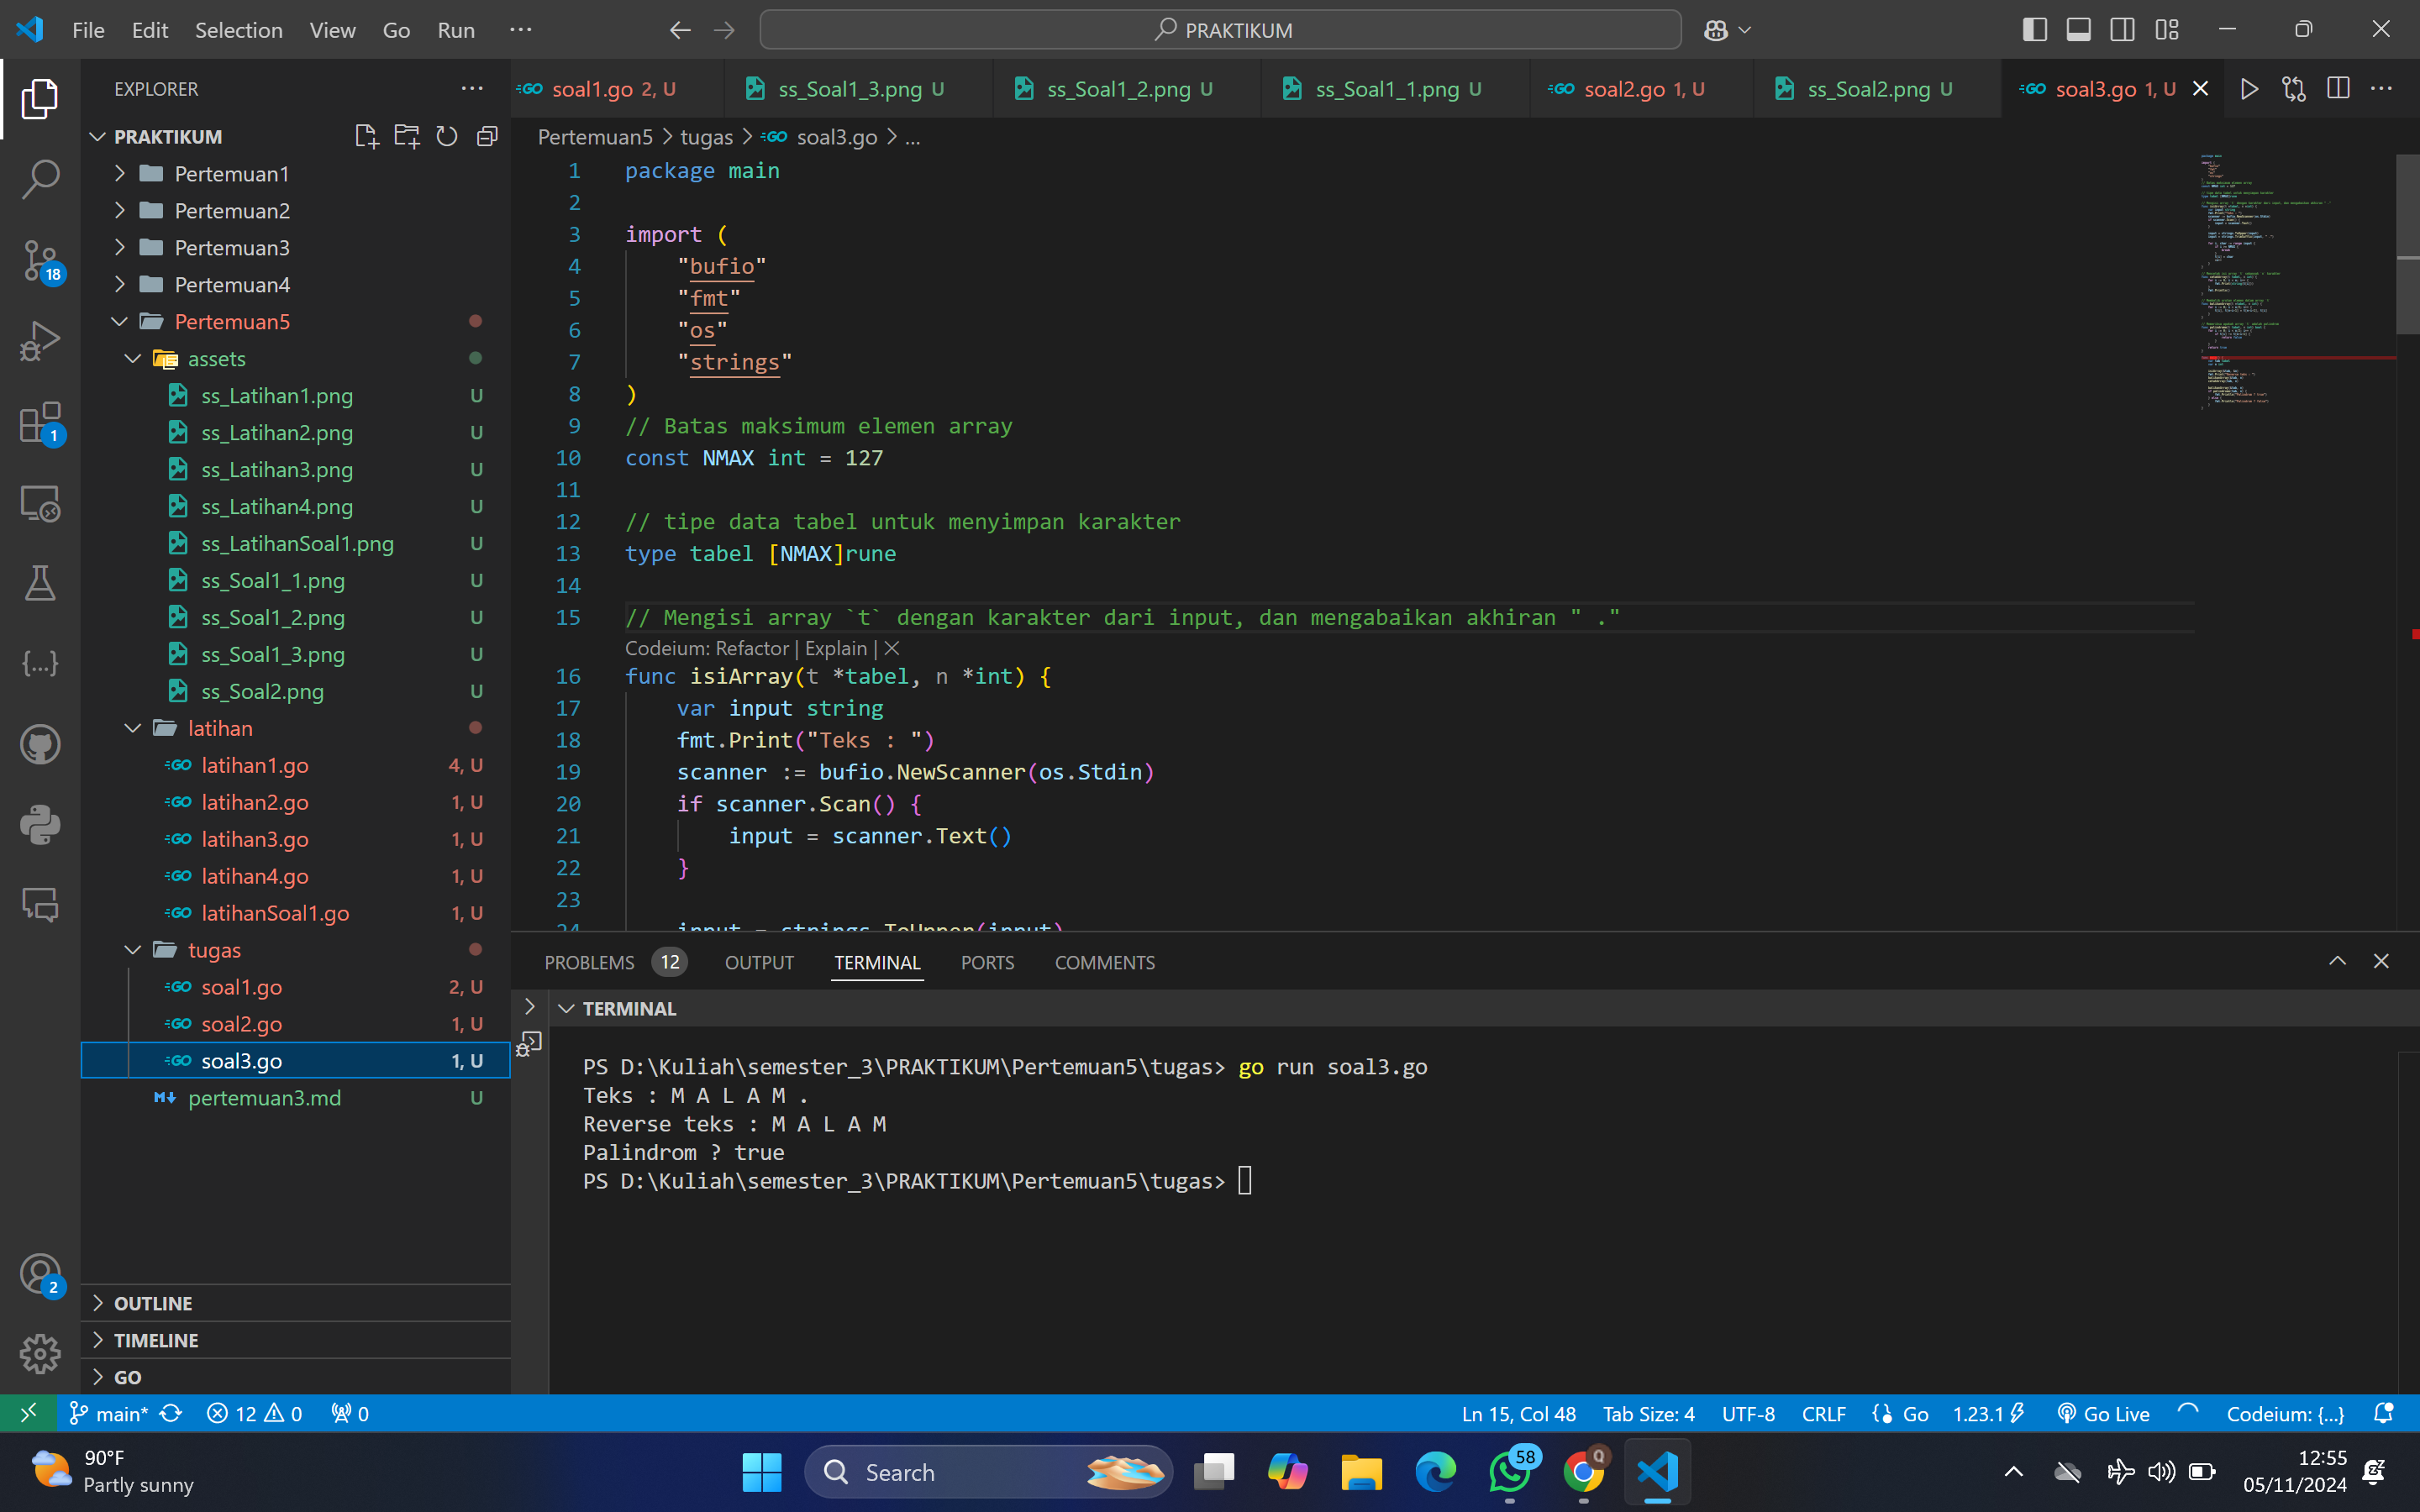 File Edit Selection View Go Run ···
PRAKTIKUM
EXPLORER
PRAKTIKUM
Pertemuan1
Pertemuan2
Pertemuan3
Pertemuan4
Pertemuan5
assets
ss_Latihan1.png U
ss_Latihan2.png U
ss_Latihan3.png U
ss_Latihan4.png U
ss_LatihanSoal1.png U
ss_Soal1_1.png U
ss_Soal1_2.png U
ss_Soal1_3.png U
ss_Soal2.png U
latihan
latihan1.go 4, U
latihan2.go 1, U
latihan3.go 1, U
latihan4.go 1, U
latihanSoal1.go 1, U
tugas
soal1.go 2, U
soal2.go 1, U
soal3.go 1, U
pertemuan3.md U
OUTLINE
TIMELINE
GO
18
1
2
soal1.go 2, U ss_Soal1_3.png U ss_Soal1_2.png U ss_Soal1_1.png U soal2.go 1, U ss_Soal2.png U soal3.go 1, U
Pertemuan5 > tugas > soal3.go > ...
1 package main
2
3 import (
4 "bufio"
5 "fmt"
6 "os"
7 "strings"
8 )
9 // Batas maksimum elemen array
10 const NMAX int = 127
11
12 // tipe data tabel untuk menyimpan karakter
13 type tabel [NMAX]rune
14
15 // Mengisi array `t` dengan karakter dari input, dan mengabaikan akhiran " ."
Codeium: Refactor | Explain | X
16 func isiArray(t *tabel, n *int) {
17 var input string
18 fmt.Print("Teks : ")
19 scanner := bufio.NewScanner(os.Stdin)
20 if scanner.Scan() {
21 input = scanner.Text()
22 }
23
24 input = strings.ToUpper(input)
PROBLEMS 12 OUTPUT TERMINAL PORTS COMMENTS
TERMINAL
PS D:\Kuliah\semester_3\PRAKTIKUM\Pertemuan5\tugas> go run soal3.go
Teks : M A L A M .
Reverse teks : M A L A M
Palindrom ? true
PS D:\Kuliah\semester_3\PRAKTIKUM\Pertemuan5\tugas>
main* 12 0 0 Ln 15, Col 48 Tab Size: 4 UTF-8 CRLF Go 1.23.1 Go Live Codeium: {...}
90°F
Partly sunny
Search
58
Q
12:55
05/11/2024